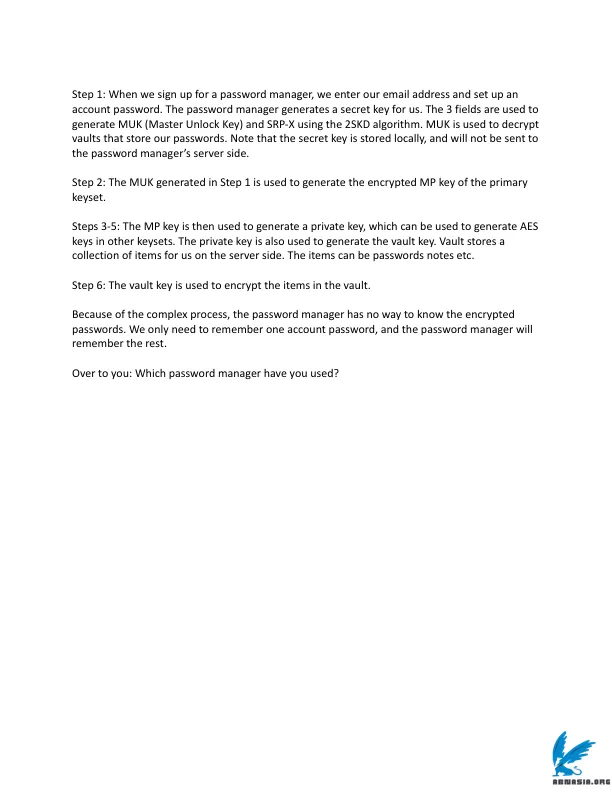 Step 1: When we sign up for a password manager, we enter our email address and set up an
account password. The password manager generates a secret key for us. The 3 fields are used to
generate MUK (Master Unlock Key) and SRP-X using the 2SKD algorithm. MUK is used to decrypt
vaults that store our passwords. Note that the secret key is stored locally, and will not be sent to
the password manager’s server side.
Step 2: The MUK generated in Step 1 is used to generate the encrypted MP key of the primary
keyset.
Steps 3-5: The MP key is then used to generate a private key, which can be used to generate AES
keys in other keysets. The private key is also used to generate the vault key. Vault stores a
collection of items for us on the server side. The items can be passwords notes etc.
Step 6: The vault key is used to encrypt the items in the vault.
Because of the complex process, the password manager has no way to know the encrypted
passwords. We only need to remember one account password, and the password manager will
remember the rest.
Over to you: Which password manager have you used?
ABNASIA.ORG